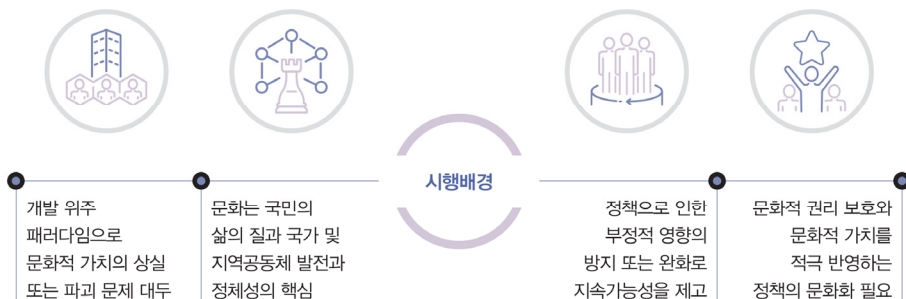 시행배경
개발 위주
패러다임으로
문화적 가치의 상실
또는 파괴 문제 대두
문화는 국민의
삶의 질과 국가 및
지역공동체 발전과
정체성의 핵심
정책으로 인한
부정적 영향의
방지 또는 완화로
지속가능성을 제고
문화적 권리 보호와
문화적 가치를
적극 반영하는
정책의 문화화 필요